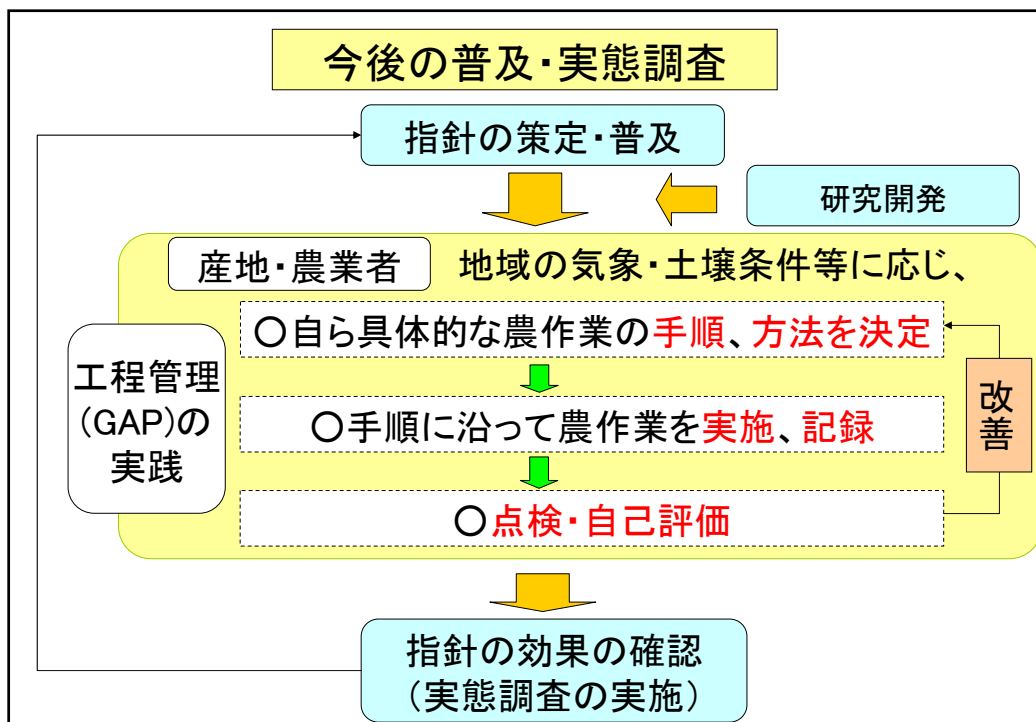 今後の普及・実態調査
指針の策定・普及
研究開発
産地・農業者
地域の気象・土壌条件等に応じ、
工程管理
(GAP)の
実践
〇自ら具体的な農作業の手順、方法を決定
〇手順に沿って農作業を実施、記録
〇点検・自己評価
改
善
指針の効果の確認
（実態調査の実施）